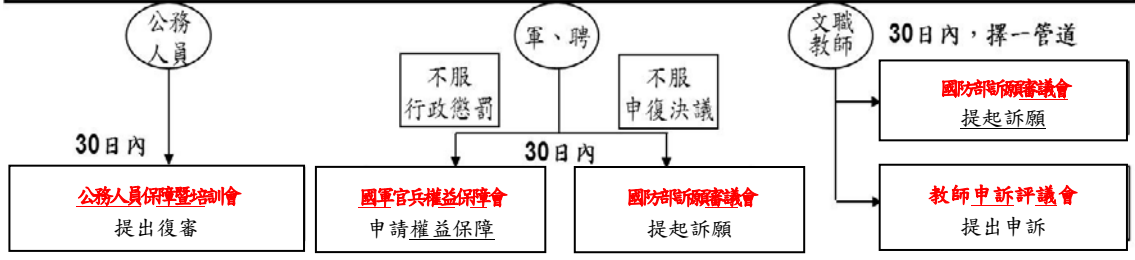 公務
人員
30日內
公務人員保障暨培訓會
提出復審
軍、聘
不服
行政懲罰
不服
申復決議
30日內
國軍官兵權益保障會
申請權益保障
國防部訴願審議會
提起訴願
文職
教師
30日內，擇一管道
國防部訴願審議會
提起訴願
教師申訴評議會
提出申訴